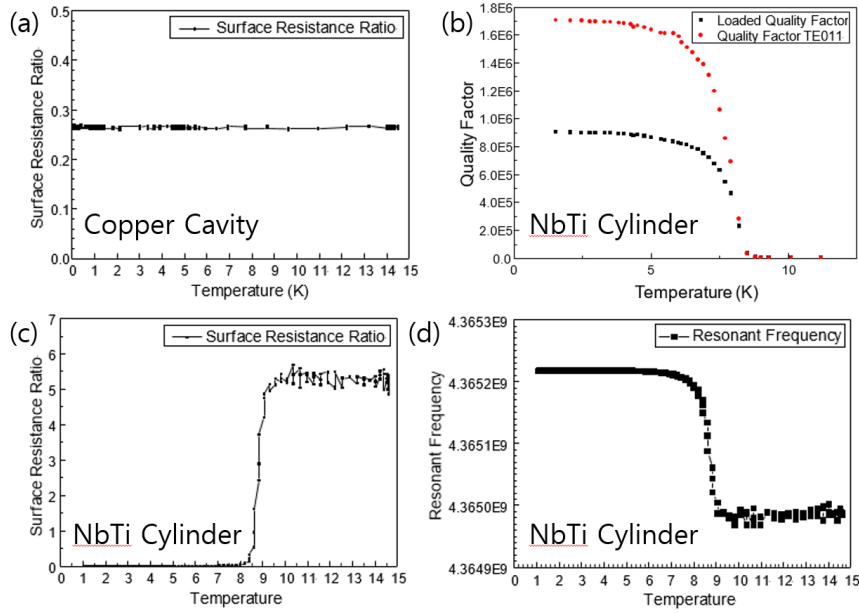 (a)
Surface Resistance Ratio
0.5
0.4
0.3
0.2
0.1
0.0
Surface Resistance Ratio
Copper Cavity
0 1 2 3 4 5 6 7 8 9 10 11 12 13 14 15
Temperature (K)
(b)
Loaded Quality Factor
Quality Factor TE011
1.8E6
1.6E6
1.4E6
1.2E6
1.0E6
8.0E5
6.0E5
4.0E5
2.0E5
0.0
Quality Factor
NbTi Cylinder
0 5 10
Temperature (K)
(c)
Surface Resistance Ratio
7
6
5
4
3
2
1
0
Surface Resistance Ratio
NbTi Cylinder
0 1 2 3 4 5 6 7 8 9 10 11 12 13 14 15
Temperature
(d)
Resonant Frequency
4.3653E9
4.3652E9
4.3651E9
4.3650E9
4.3649E9
Resonant Frequency
NbTi Cylinder
0 1 2 3 4 5 6 7 8 9 10 11 12 13 14 15
Temperature